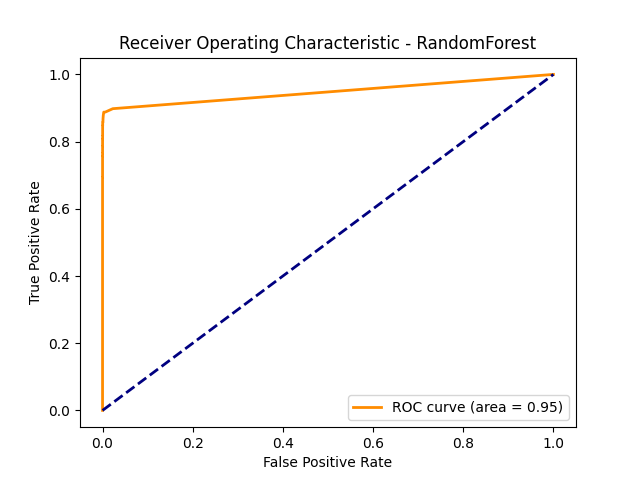 Receiver Operating Characteristic - RandomForest
1.0
0.8
0.6
0.4
0.2
0.0
True Positive Rate
ROC curve (area = 0.95)
0.0 0.2 0.4 0.6 0.8 1.0
False Positive Rate